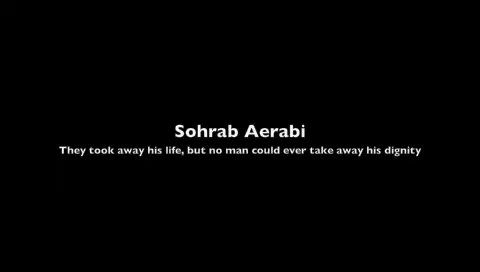 Sohrab Aerabi
They took away his life, but no man could ever take away his dignity